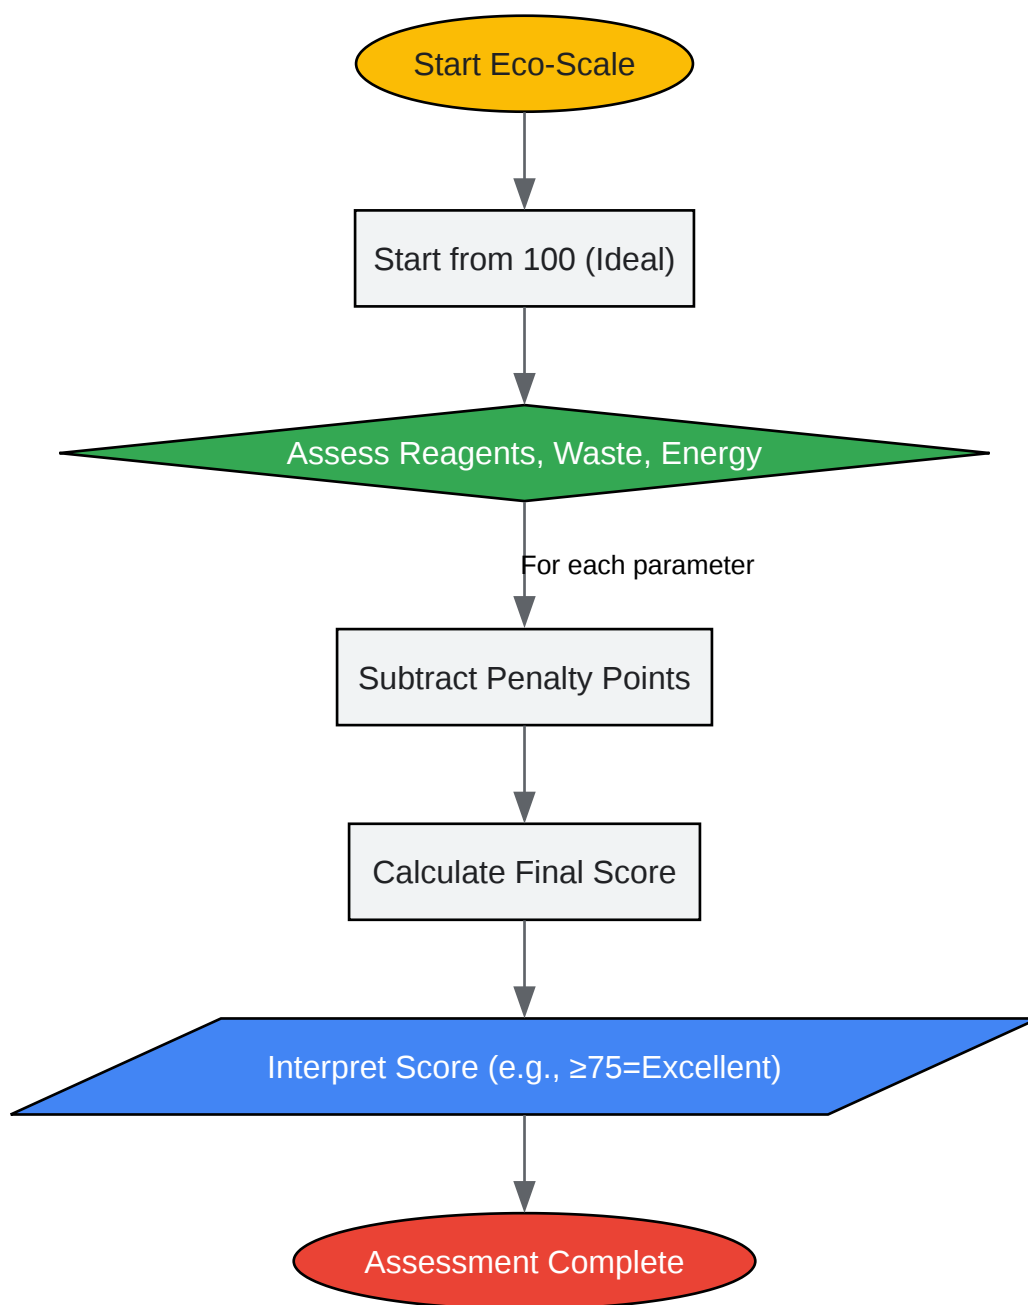 Start Eco-Scale
Start from 100 (Ideal)
Assess Reagents, Waste, Energy
For each parameter
Subtract Penalty Points
Calculate Final Score
Interpret Score (e.g., ≥75=Excellent)
Assessment Complete